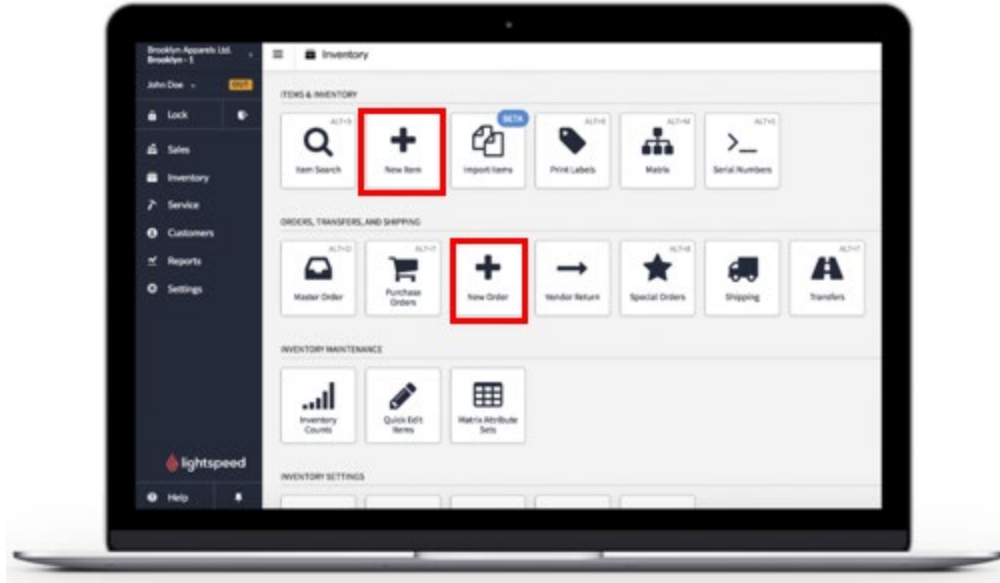 Brooklyn Apparels Ltd.
Brooklyn - 1
John Doe
OUT
Lock
Sales
Inventory
Service
Customers
Reports
Settings
lightspeed
Help
Inventory
ITEMS & INVENTORY
Item Search
New Item
BETA
Import Items
Print Labels
ALT+M
Matrix
Serial Numbers
ORDERS, TRANSFERS, AND SHIPPING
Master Order
Purchase
Orders
New Order
Vendor Return
Special Orders
Shipping
ALT+T
Transfers
INVENTORY MAINTENANCE
Inventory
Counts
Quick Edit
Items
Matrix Attribute
Sets
INVENTORY SETTINGS